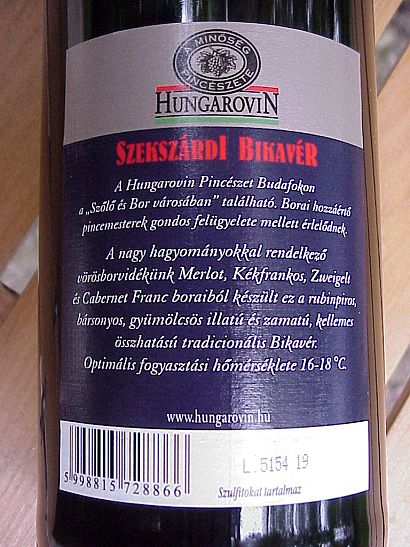 A MINŐSÉG
PINCÉSZETE
HUNGAROVIN
SZEKSZÁRDI BIKAVÉR
A Hungarovin Pincészet Budafokon
a „Szőlő és Bor városában” található. Borai hozzáértő
pincemesterek gondos felügyelete mellett érlelődnek.
A nagy hagyományokkal rendelkező
vörösborvidékünk Merlot, Kékfrankos, Zweigelt
és Cabernet Franc boraiból készült ez a rubinpiros,
bársonyos, gyümölcsös illatú és zamatú, kellemes
összhatású tradicionális Bikavér.
Optimális fogyasztási hőmérséklete 16-18 °C.
www.hungarovin.hu
L.5154 19
5 998815 728866
Szulfitokat tartalmaz